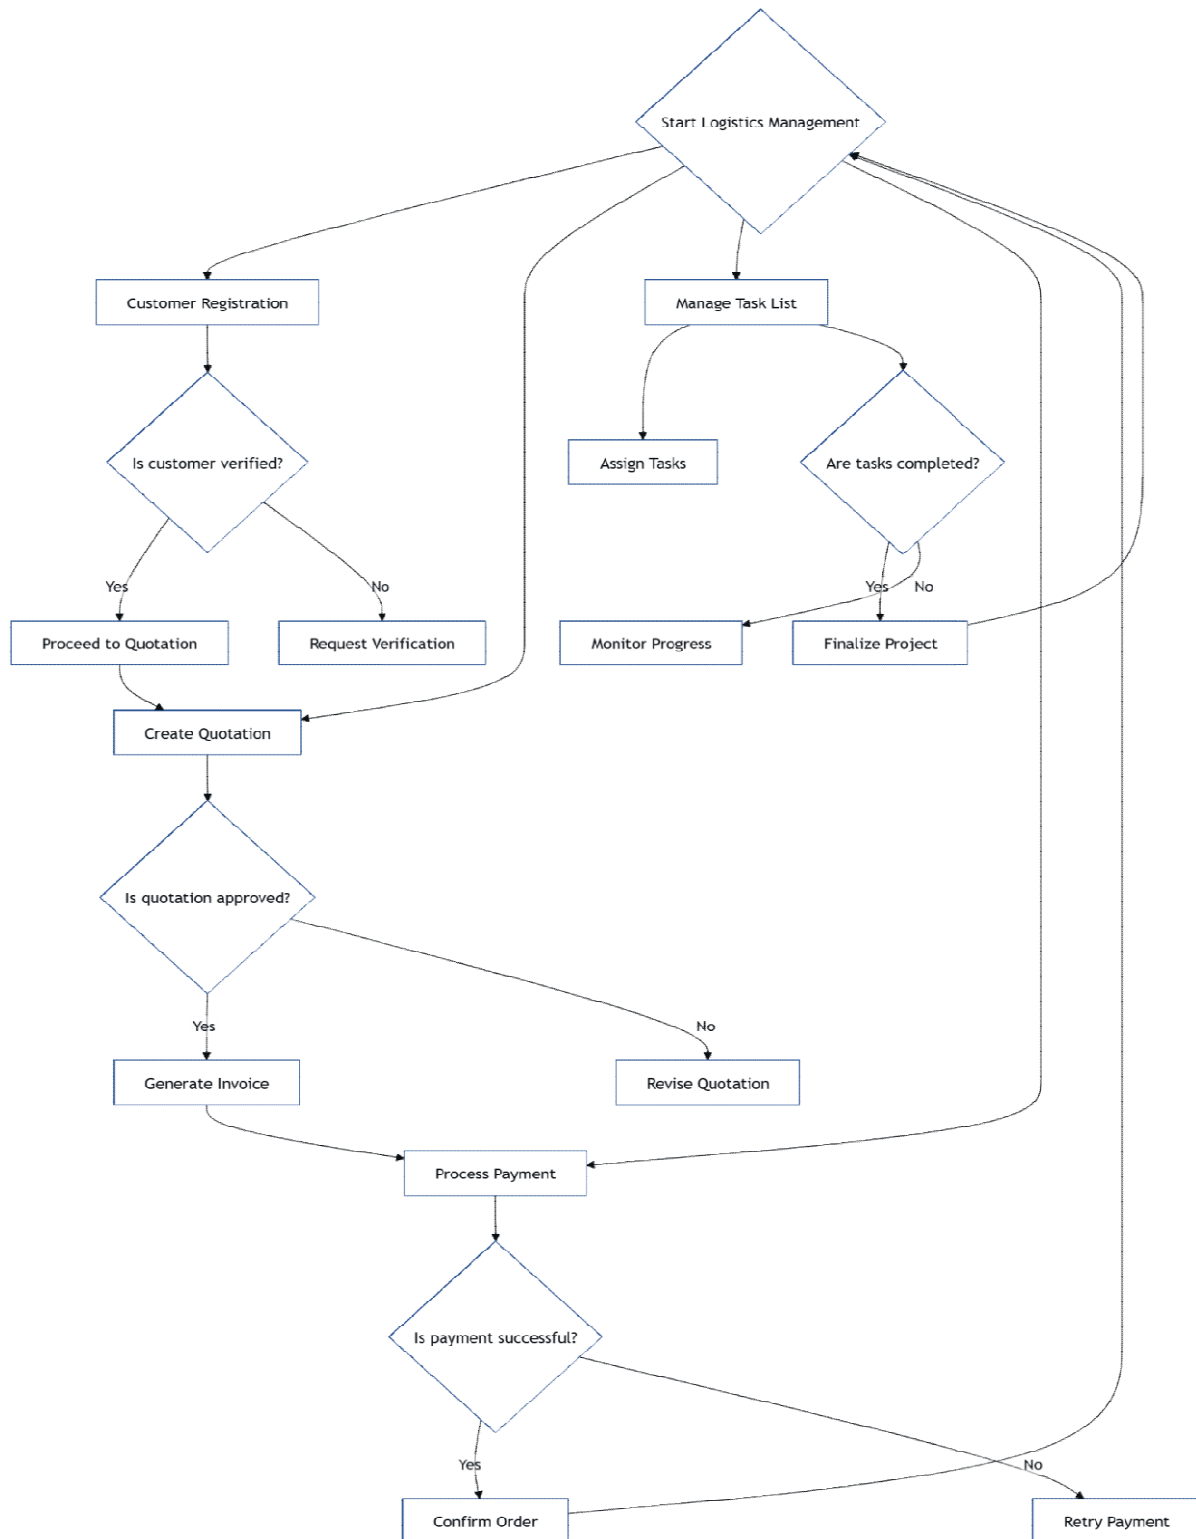 Start Logistics Management
Customer Registration
Manage Task List
Is customer verified?
Assign Tasks
Are tasks completed?
Yes
No
Yes
No
Proceed to Quotation
Request Verification
Monitor Progress
Finalize Project
Create Quotation
Is quotation approved?
Yes
No
Generate Invoice
Revise Quotation
Process Payment
Is payment successful?
Yes
No
Confirm Order
Retry Payment